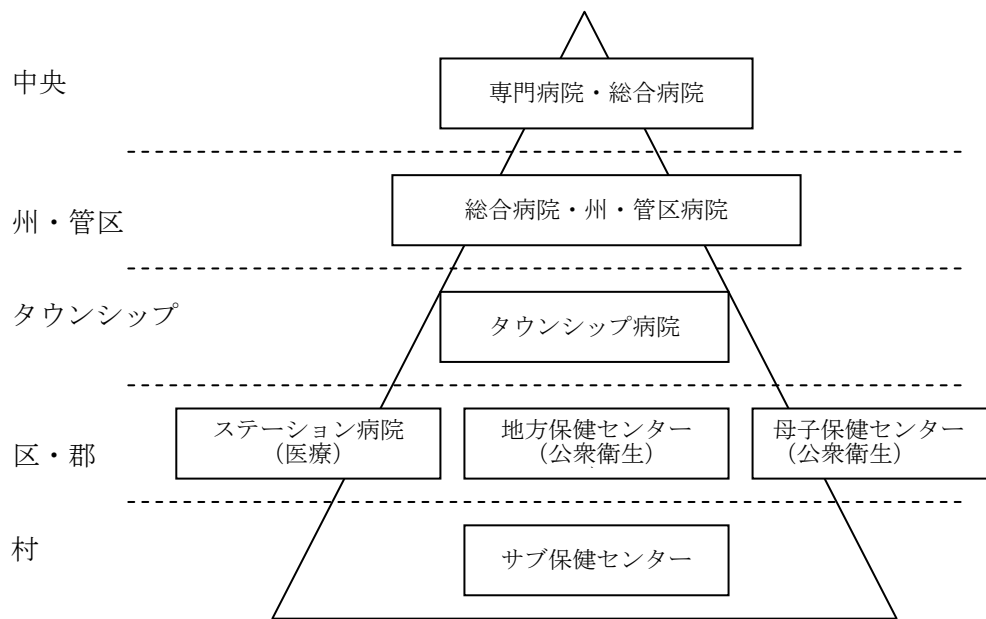 中央
専門病院・総合病院
州・管区
総合病院・州・管区病院
タウンシップ
タウンシップ病院
区・郡
ステーション病院
（医療）
地方保健センター
（公衆衛生）
母子保健センター
（公衆衛生）
村
サブ保健センター